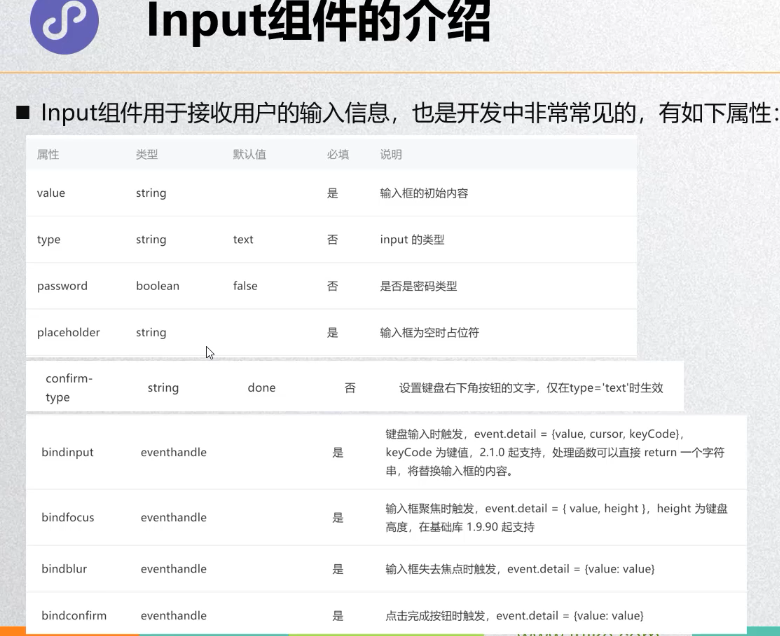 Input组件的介绍
■ Input组件用于接收用户的输入信息，也是开发中非常常见的，有如下属性：
属性 类型 默认值 必填 说明
value string 是 输入框的初始内容
type string text 否 input 的类型
password boolean false 否 是否是密码类型
placeholder string 是 输入框为空时占位符
confirm-
type string done 否 设置键盘右下角按钮的文字，仅在type='text'时生效
键盘输入时触发，event.detail = {value, cursor, keyCode}，
bindinput eventhandle 是 keyCode 为键值，2.1.0 起支持，处理函数可以直接 return 一个字符
串，将替换输入框的内容。
bindfocus eventhandle 是 输入框聚焦时触发，event.detail = { value, height }，height 为键盘
高度，在基础库 1.9.90 起支持
bindblur eventhandle 是 输入框失去焦点时触发，event.detail = {value: value}
bindconfirm eventhandle 是 点击完成按钮时触发，event.detail = {value: value}